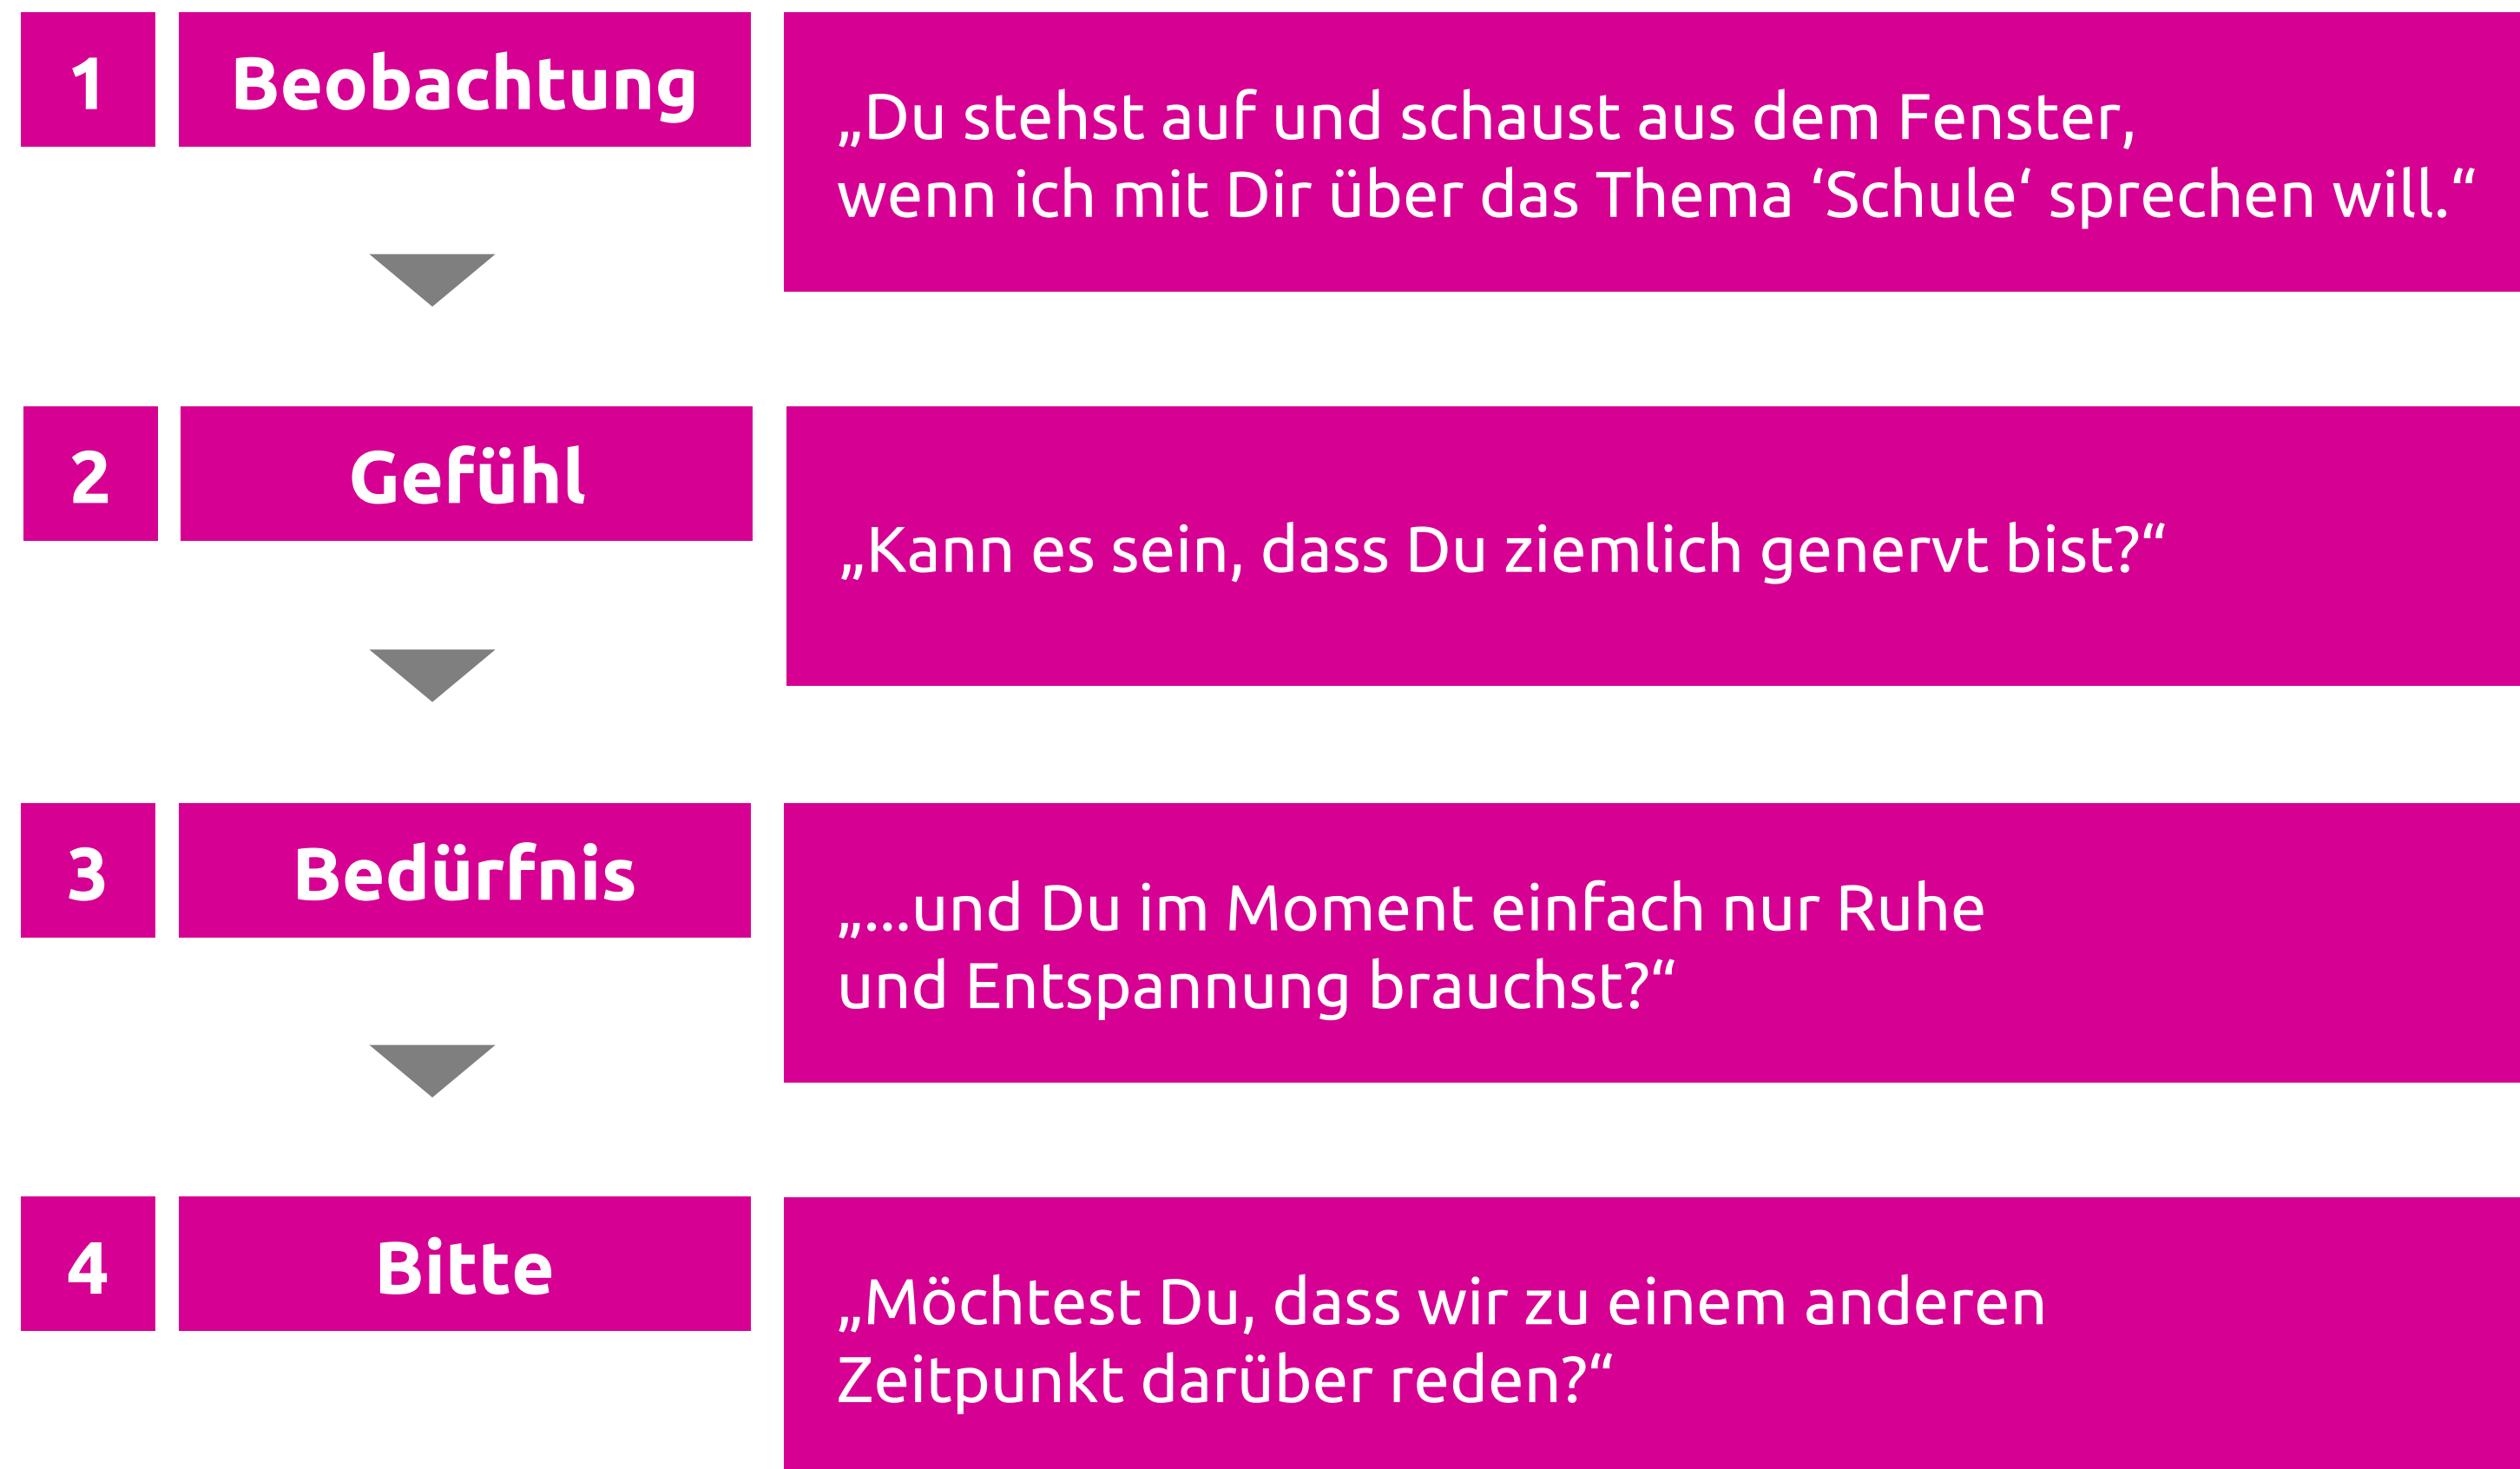 1
Beobachtung
„Du stehst auf und schaust aus dem Fenster,
wenn ich mit Dir über das Thema ‘Schule‘ sprechen will.“
2
Gefühl
„Kann es sein, dass Du ziemlich genervt bist?“
3
Bedürfnis
„...und Du im Moment einfach nur Ruhe
und Entspannung brauchst?“
4
Bitte
„Möchtest Du, dass wir zu einem anderen
Zeitpunkt darüber reden?“